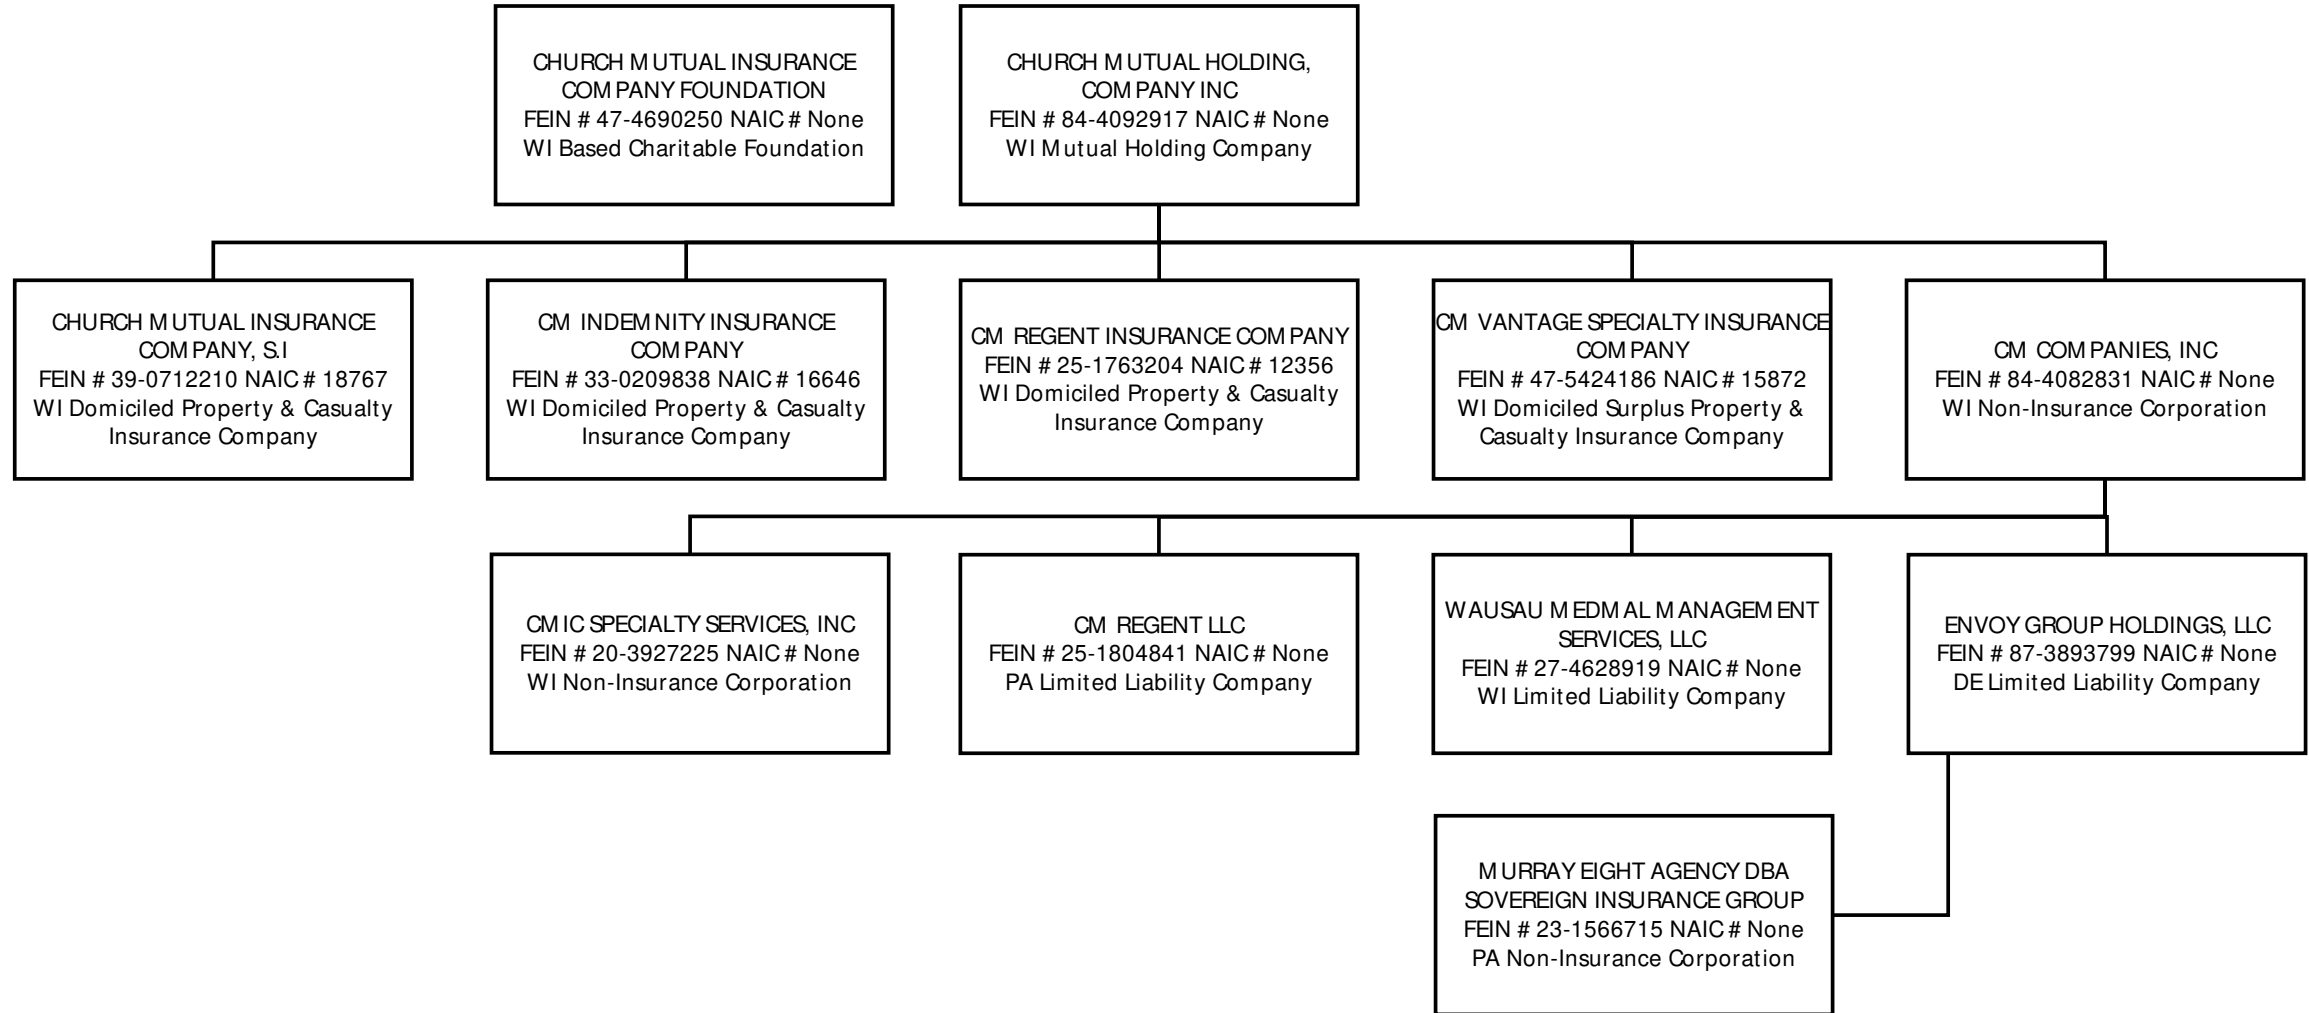 CHURCH MUTUAL INSURANCE
COMPANY FOUNDATION
FEIN # 47-4690250 NAIC # None
WI Based Charitable Foundation
CHURCH MUTUAL HOLDING,
COMPANY INC
FEIN # 84-4092917 NAIC # None
WI Mutual Holding Company
CHURCH MUTUAL INSURANCE
COMPANY, S.I
FEIN # 39-0712210 NAIC # 18767
WI Domiciled Property & Casualty
Insurance Company
CM INDEMNITY INSURANCE
COMPANY
FEIN # 33-0209838 NAIC # 16646
WI Domiciled Property & Casualty
Insurance Company
CM REGENT INSURANCE COMPANY
FEIN # 25-1763204 NAIC # 12356
WI Domiciled Property & Casualty
Insurance Company
CM VANTAGE SPECIALTY INSURANCE
COMPANY
FEIN # 47-5424186 NAIC # 15872
WI Domiciled Surplus Property &
Casualty Insurance Company
CM COMPANIES, INC
FEIN # 84-4082831 NAIC # None
WI Non-Insurance Corporation
CMIC SPECIALTY SERVICES, INC
FEIN # 20-3927225 NAIC # None
WI Non-Insurance Corporation
CM REGENT LLC
FEIN # 25-1804841 NAIC # None
PA Limited Liability Company
WAUSAU MEDMAL MANAGEMENT
SERVICES, LLC
FEIN # 27-4628919 NAIC # None
WI Limited Liability Company
ENVOY GROUP HOLDINGS, LLC
FEIN # 87-3893799 NAIC # None
DE Limited Liability Company
MURRAY EIGHT AGENCY DBA
SOVEREIGN INSURANCE GROUP
FEIN # 23-1566715 NAIC # None
PA Non-Insurance Corporation